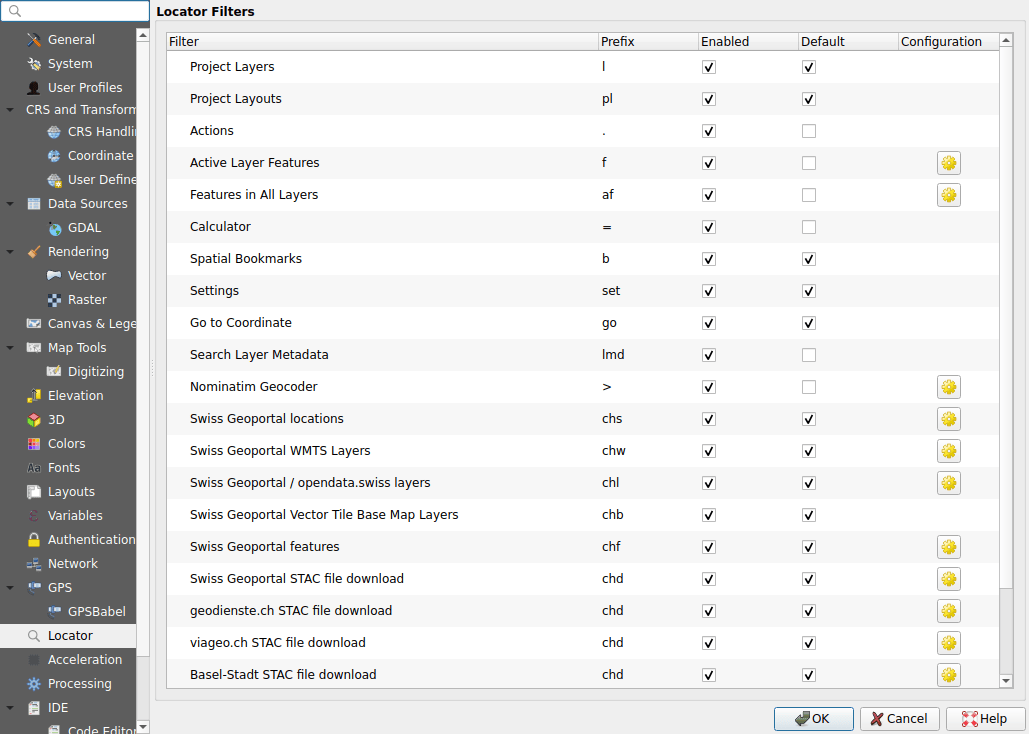 General
System
User Profiles
CRS and Transform
CRS Handli
Coordinate
User Define
Data Sources
GDAL
Rendering
Vector
Raster
Canvas & Lege
Map Tools
Digitizing
Elevation
3D
Colors
Aa Fonts
Layouts
Variables
Authentication
Network
GPS
GPSBabel
Locator
Acceleration
Processing
IDE
Code Editor
Locator Filters
Filter Prefix Enabled Default Configuration
Project Layers l
Project Layouts pl
Actions .
Active Layer Features f
Features in All Layers af
Calculator =
Spatial Bookmarks b
Settings set
Go to Coordinate go
Search Layer Metadata lmd
Nominatim Geocoder >
Swiss Geoportal locations chs
Swiss Geoportal WMTS Layers chw
Swiss Geoportal / opendata.swiss layers chl
Swiss Geoportal Vector Tile Base Map Layers chb
Swiss Geoportal features chf
Swiss Geoportal STAC file download chd
geodienste.ch STAC file download chd
viageo.ch STAC file download chd
Basel-Stadt STAC file download chd
OK Cancel Help